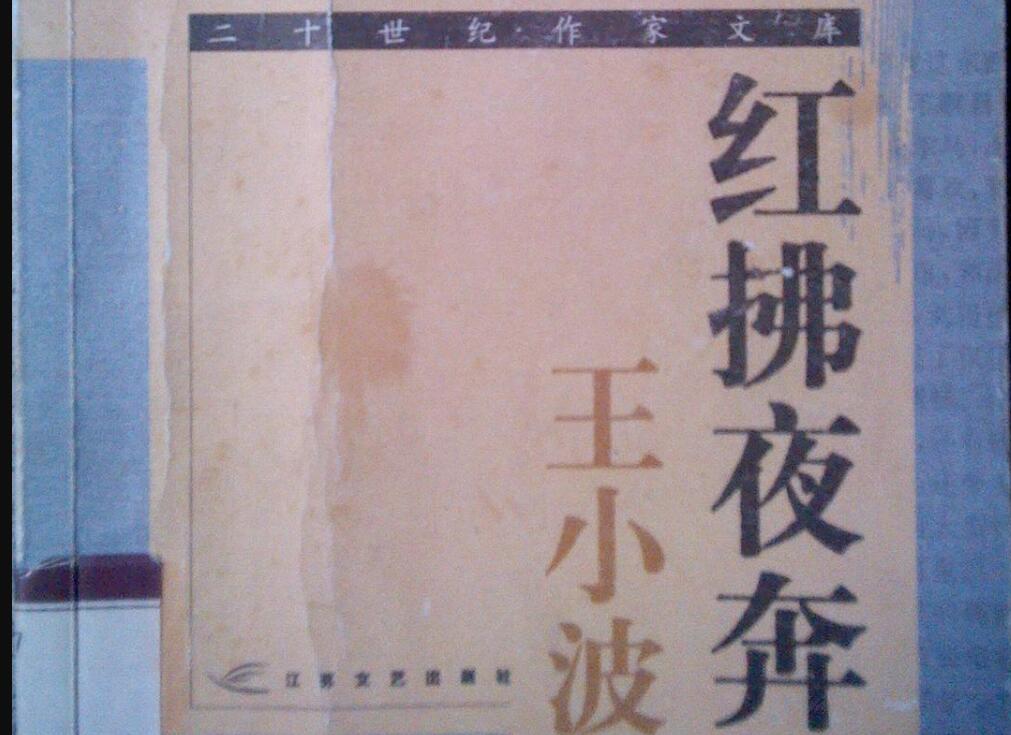 二十世纪作家文库
红拂夜奔
王小波
江苏文艺出版社